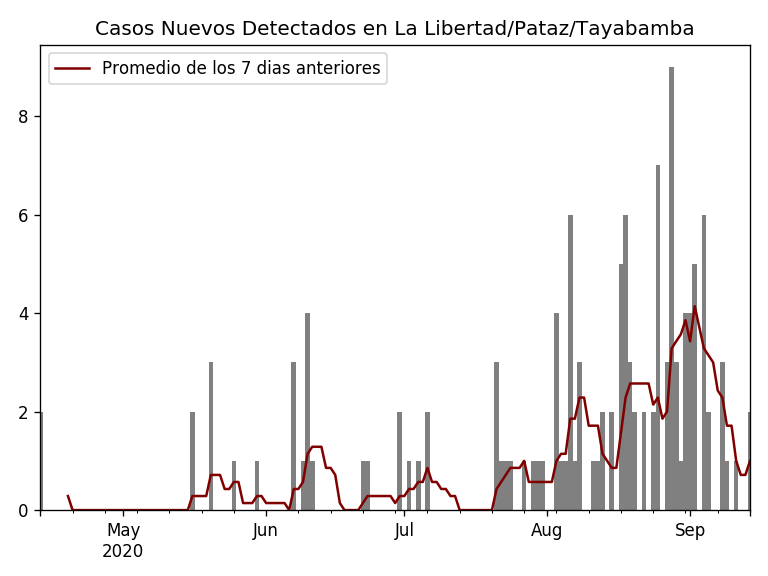 Casos Nuevos Detectados en La Libertad/Pataz/Tayabamba
Promedio de los 7 dias anteriores
8
6
4
2
0
May
2020
Jun
Jul
Aug
Sep